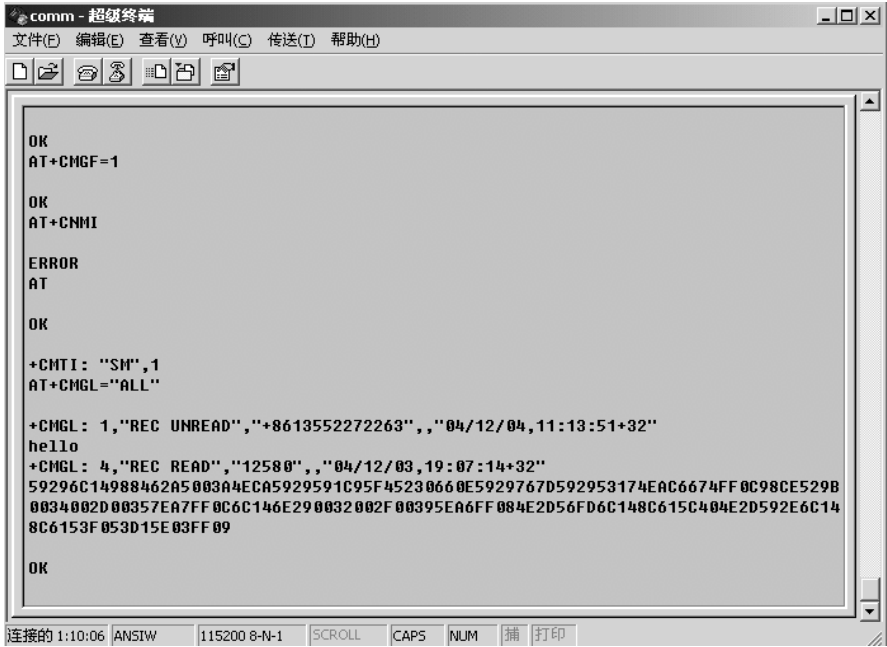 comm - 超级终端
文件(F) 编辑(E) 查看(V) 呼叫(C) 传送(T) 帮助(H)
OK
AT+CMGF=1
OK
AT+CNMI
ERROR
AT
OK
+CMTI: "SM",1
AT+CMGL="ALL"
+CMGL: 1,"REC UNREAD","+8613552272263",,"04/12/04,11:13:51+32"
hello
+CMGL: 4,"REC READ","12580",,"04/12/03,19:07:14+32"
59296C14988462A5003A4ECA5929591C95F45230660E5929767D592953174EAC6674FF0C98CE529B
0034002D00357EA7FF0C6C146E290032002F00395EA6FF084E2D56FD6C148C615C404E2D592E6C14
8C6153F053D15E03FF09
OK
连接的 1:10:06 ANSIW 115200 8-N-1 SCROLL CAPS NUM 捕 打印